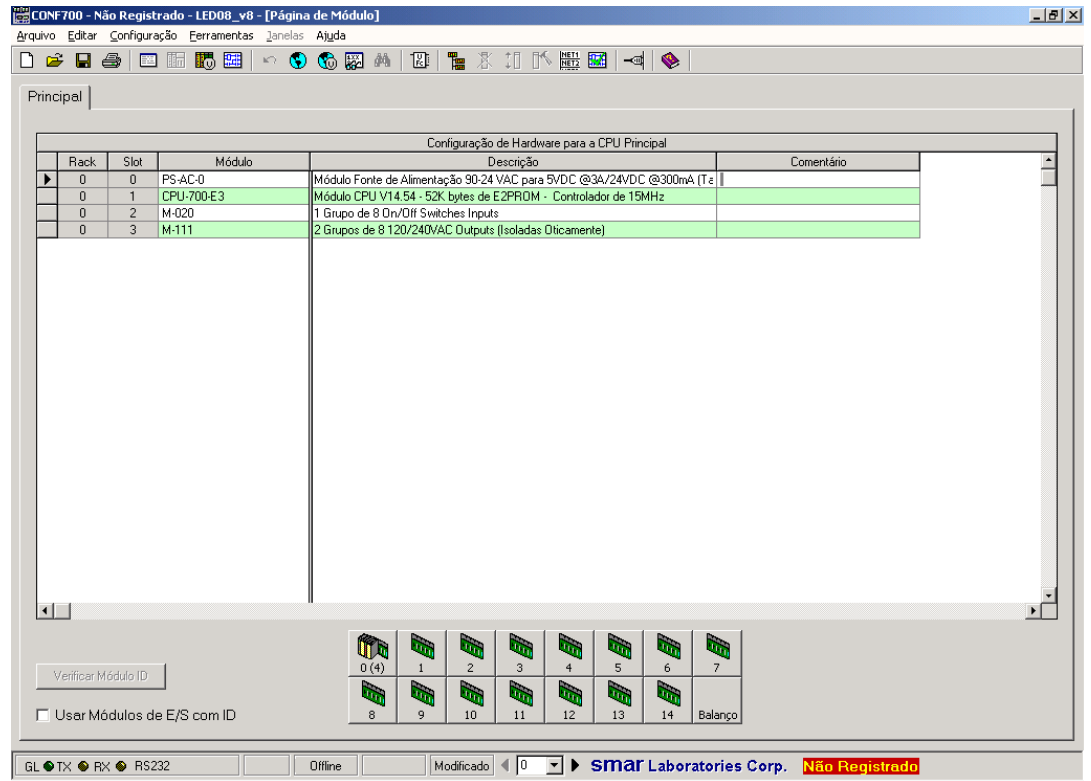 CONF700 - Não Registrado - LED08_v8 - [Página de Módulo]
Arquivo Editar Configuração Ferramentas Janelas Ajuda
Principal
Configuração de Hardware para a CPU Principal
Rack Slot Módulo Descrição Comentário
0 0 PS-AC-0 Módulo Fonte de Alimentação 90-24 VAC para 5VDC @3A/24VDC @300mA (Ta
0 1 CPU-700-E3 Módulo CPU V14.54 - 52K bytes de E2PROM - Controlador de 15MHz
0 2 M-020 1 Grupo de 8 On/Off Switches Inputs
0 3 M-111 2 Grupos de 8 120/240VAC Outputs (Isoladas Oticamente)
0 (4) 1 2 3 4 5 6 7
Verificar Módulo ID
8 9 10 11 12 13 14 Balanço
Usar Módulos de E/S com ID
GL TX RX RS232 Offline Modificado 0 smar Laboratories Corp. Não Registrado